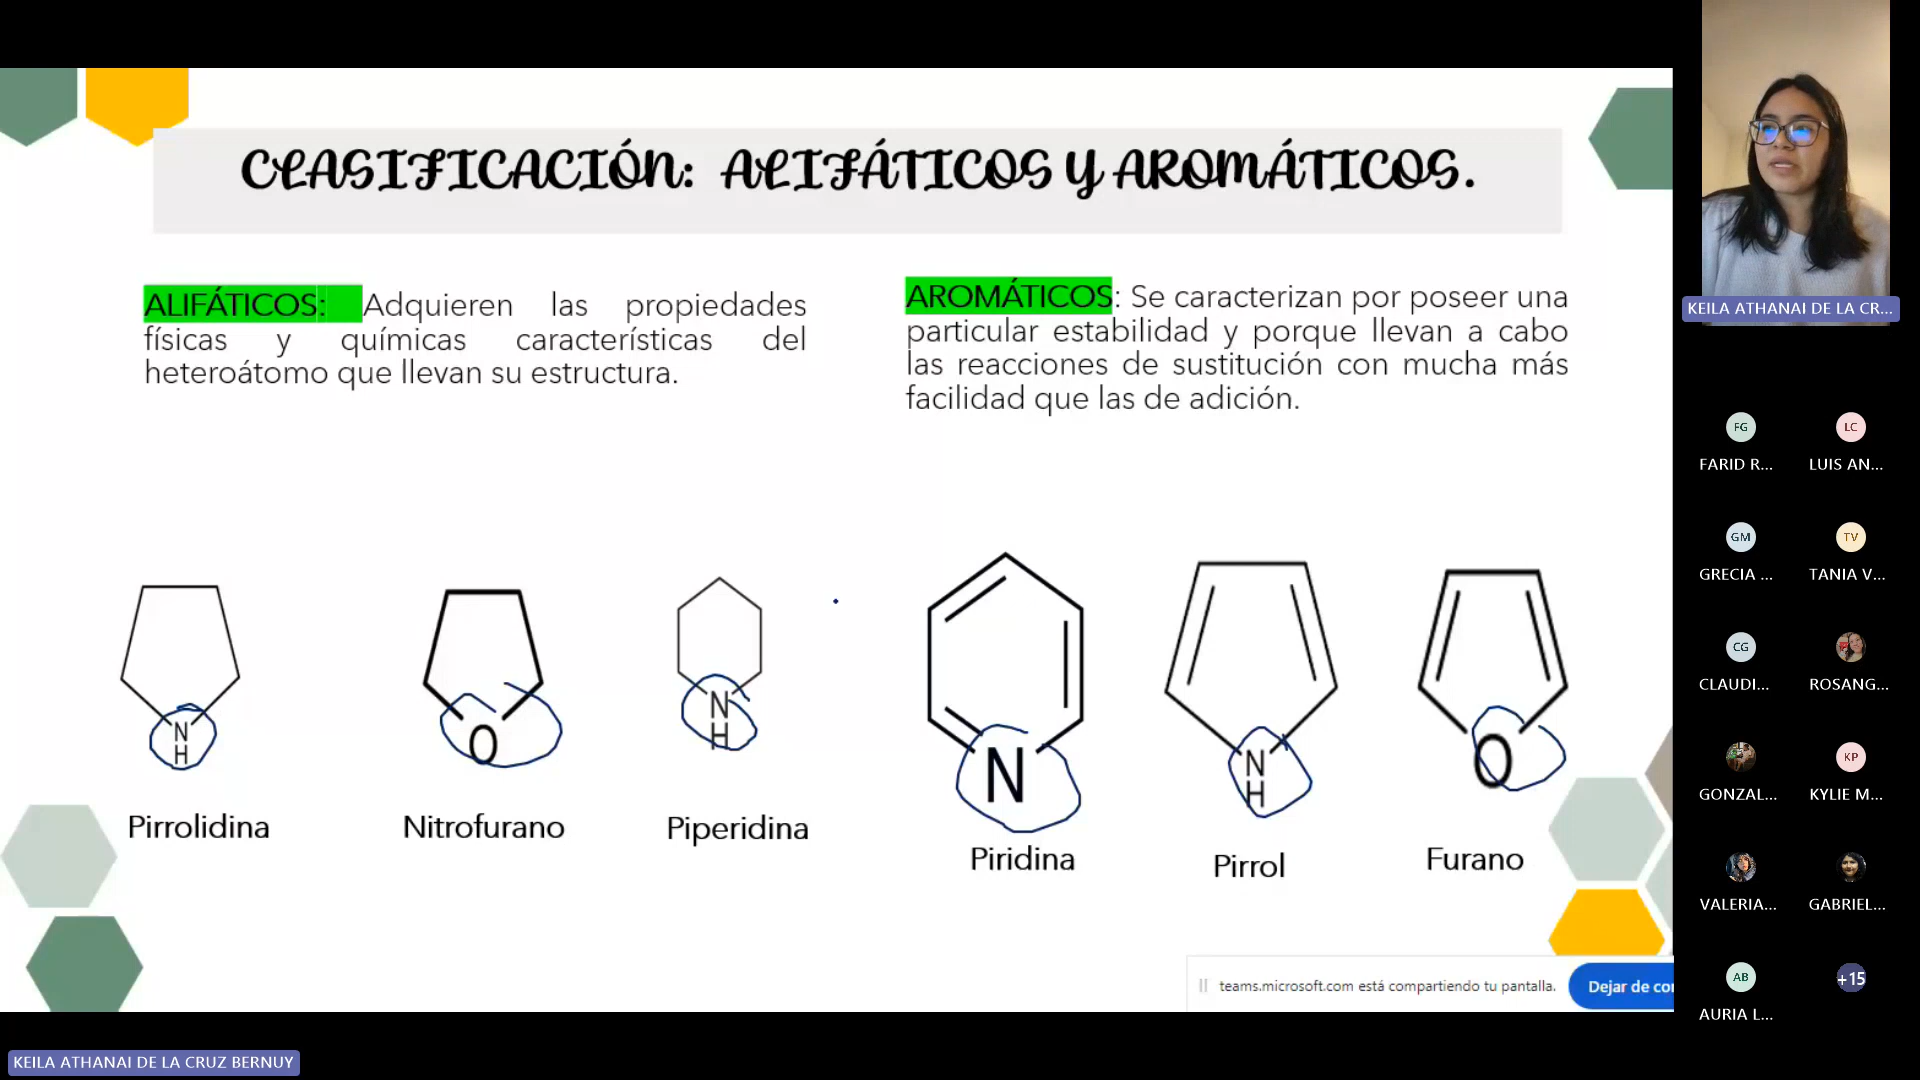 CLASIFICACIÓN: ALIFÁTICOS Y AROMÁTICOS.
ALIFÁTICOS: Adquieren las propiedades
físicas y químicas características del
heteroátomo que llevan su estructura.
AROMÁTICOS: Se caracterizan por poseer una
particular estabilidad y porque llevan a cabo
las reacciones de sustitución con mucha más
facilidad que las de adición.
N
H
O
N
H
N
N
H
O
Pirrolidina
Nitrofurano
Piperidina
Piridina
Pirrol
Furano
teams.microsoft.com está compartiendo tu pantalla.
Dejar de co
KEILA ATHANAI DE LA CRUZ BERNUY
KEILA ATHANAI DE LA CR...
FG
FARID R...
LC
LUIS AN...
GM
GRECIA ...
TV
TANIA V...
CG
CLAUDI...
ROSANG...
GONZAL...
KP
KYLIE M...
VALERIA...
GABRIEL...
AB
AURIA L...
+15